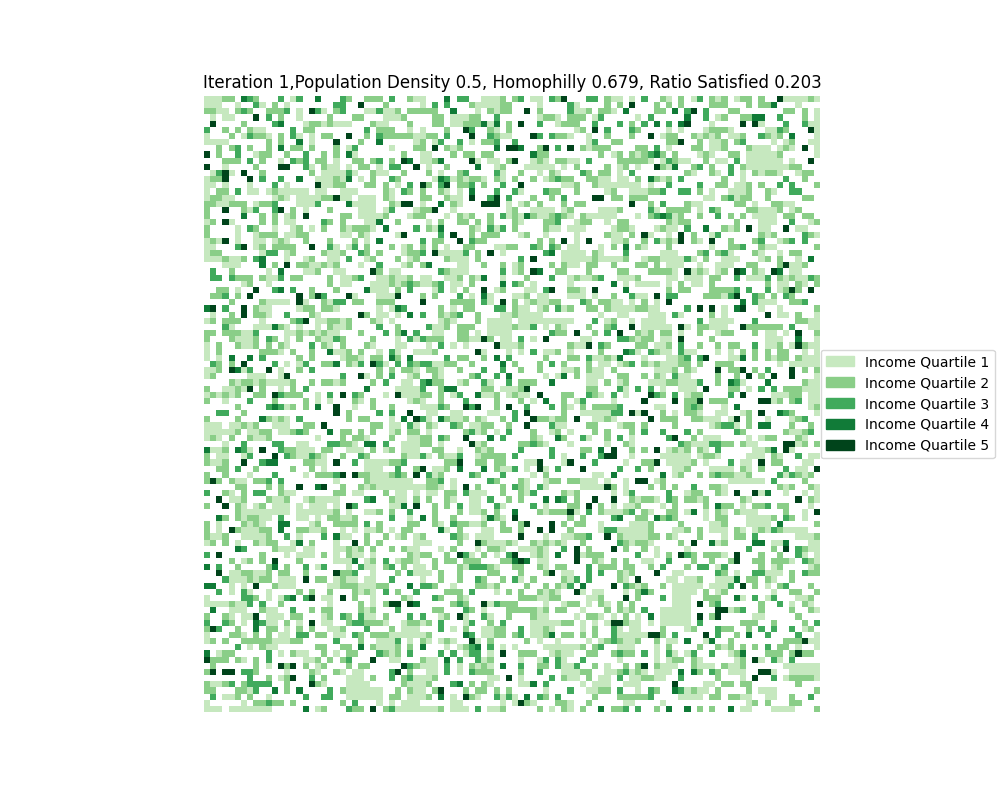 Iteration 1,Population Density 0.5, Homophilly 0.679, Ratio Satisfied 0.203
Income Quartile 1
Income Quartile 2
Income Quartile 3
Income Quartile 4
Income Quartile 5